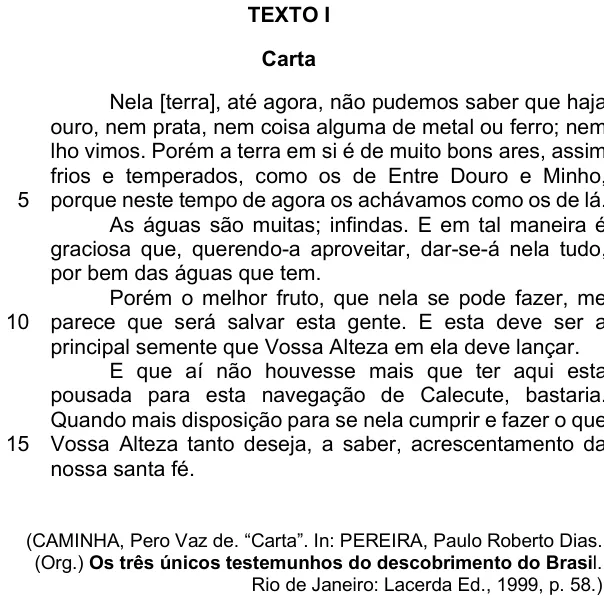 TEXTO I
Carta
Nela [terra], até agora, não pudemos saber que haja
ouro, nem prata, nem coisa alguma de metal ou ferro; nem
lho vimos. Porém a terra em si é de muito bons ares, assim
frios e temperados, como os de Entre Douro e Minho,
5 porque neste tempo de agora os achávamos como os de lá.
As águas são muitas; infindas. E em tal maneira é
graciosa que, querendo-a aproveitar, dar-se-á nela tudo,
por bem das águas que tem.
Porém o melhor fruto, que nela se pode fazer, me
10 parece que será salvar esta gente. E esta deve ser a
principal semente que Vossa Alteza em ela deve lançar.
E que aí não houvesse mais que ter aqui esta
pousada para esta navegação de Calecute, bastaria.
Quando mais disposição para se nela cumprir e fazer o que
15 Vossa Alteza tanto deseja, a saber, acrescentamento da
nossa santa fé.
(CAMINHA, Pero Vaz de. “Carta”. In: PEREIRA, Paulo Roberto Dias.
(Org.) Os três únicos testemunhos do descobrimento do Brasil.
Rio de Janeiro: Lacerda Ed., 1999, p. 58.)